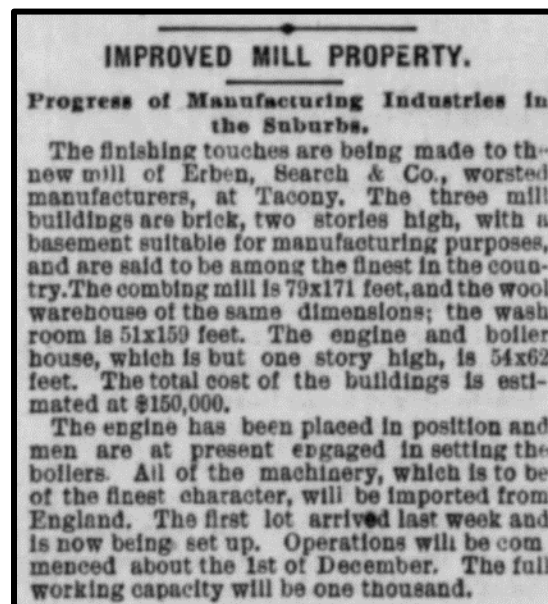 IMPROVED MILL PROPERTY.
Progress of Manufacturing Industries in
the Suburbs.
The finishing touches are being made to th
new mill of Erben, Search & Co., worsted
manufacturers, at Tacony. The three mill
buildings are brick, two stories high, with a
basement suitable for manufacturing purposes,
and are said to be among the finest in the coun-
try. The combing mill is 79x171 feet, and the wool
warehouse of the same dimensions; the wash
room is 51x159 feet. The engine and boiler
house, which is but one story high, is 54x62
feet. The total cost of the buildings is esti-
mated at $150,000.
The engine has been placed in position and
men are at present engaged in setting the
boilers. All of the machinery, which is to be
of the finest character, will be imported from
England. The first lot arrived last week and
is now being set up. Operations will be com
menced about the 1st of December. The full
working capacity will be one thousand.